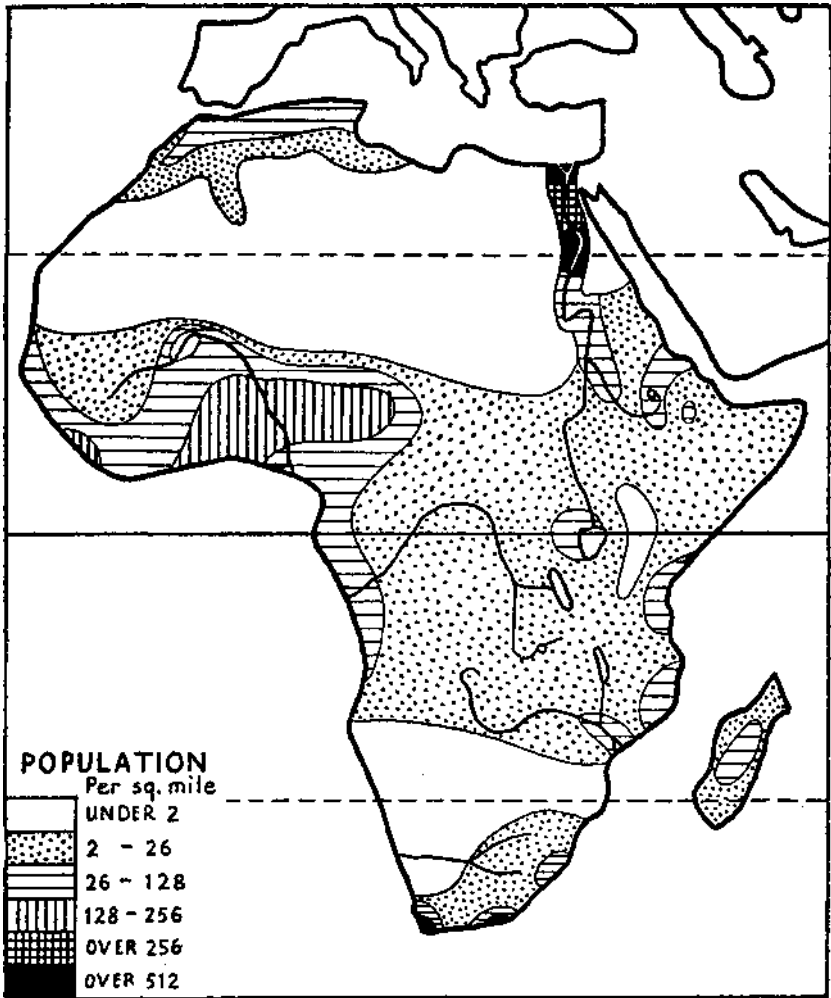 POPULATION
Per sq. mile
UNDER 2
2 - 26
26 - 128
128 - 256
OVER 256
OVER 512